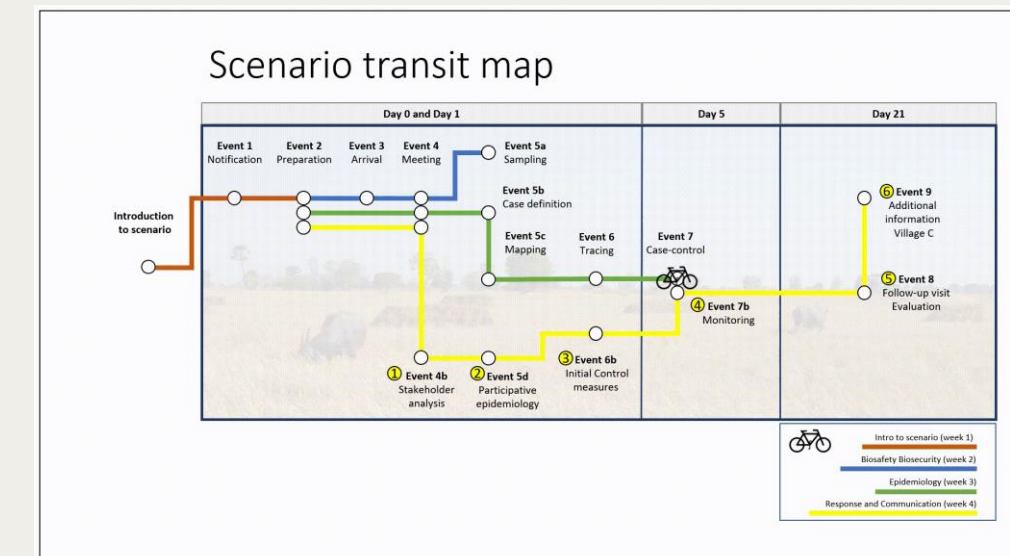 Scenario transit map
Day 0 and Day 1
Day 5
Day 21
Event 1
Notification
Event 2
Preparation
Event 3
Arrival
Event 4
Meeting
Event 5a
Sampling
Event 5b
Case definition
Introduction
to scenario
Event 5c
Mapping
Event 6
Tracing
Event 7
Case-control
6 Event 9
Additional
information
Village C
5 Event 8
Follow-up visit
Evaluation
4 Event 7b
Monitoring
1 Event 4b
Stakeholder
analysis
2 Event 5d
Participative
epidemiology
3 Event 6b
Initial Control
measures
Intro to scenario (week 1)
Biosafety Biosecurity (week 2)
Epidemiology (week 3)
Response and Communication (week 4)